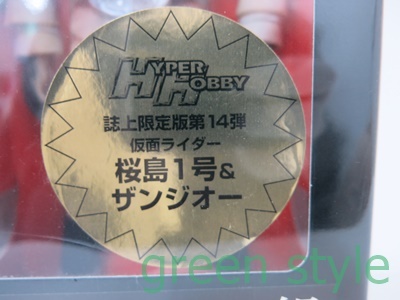 HYPER
HOBBY
誌上限定版第14弾
仮面ライダー
桜島1号&
ザンジオー
green style